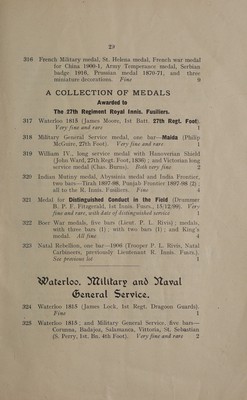 23
316 French Military medal, St. Helena medal, French war medal
for China 1900-1, Army Temperance medal, Serbian
badge 1916, Prussian medal 1870-71, and three
miniature decorations. Fine 9
A COLLECTION OF MEDALS
Awarded to
The 27th Regiment Royal Innis. Fusiliers.
317 Waterloo 1815 (James Moore, 1st Batt. 27th Regt. Foot).
Very fine and rare 1
318 Military General Service medal, one bar—Maida (Philip
McGuire, 27th Foot). Very fine and rare 1
319 William IV., long service medal with Hanoverian Shield
(John Ward, 27th Regt. Foot, 1836); and Victorian long
service medal (Chas. Burns). Both very fine 2
320 Indian Mutiny medal, Abyssinia medal and India Frontier,
two bars—Tirah 1897-98, Punjab Frontier 1897-98 (2);
all to the R. Innis. Fusiliers. Fine 4
321 Medal for Distinguished Conduct in the Field (Drummer
B. P. F. Fitzgerald, 1st Innis. Fusrs., 15/12/99). Very
fine and rare, with date of distinguished service 1
322 Boer War medals, five bars (Lieut. P. L. Rivis); medals,
with three bars (1); with two bars (1); and King's
medal. All fine 4
323 Natal Rebellion, one bar—1906 (Trooper P. L. Rivis, Natal
Carbineers, previously Lieutenant R. Innis. Fusrs.)
See previous lot 1
Waterloo, Military and Naval
General Service.
324 Waterloo 1815 (James Lock, 1st Regt. Dragoon Guards).
Fine 1
325 Waterloo 1815; and Military General Service, five bars—
Corunna, Badajoz, Salamanca, Vittoria, St. Sebastian
(S. Perry, 1st. Bn. 4th Foot). Very fine and rare 2